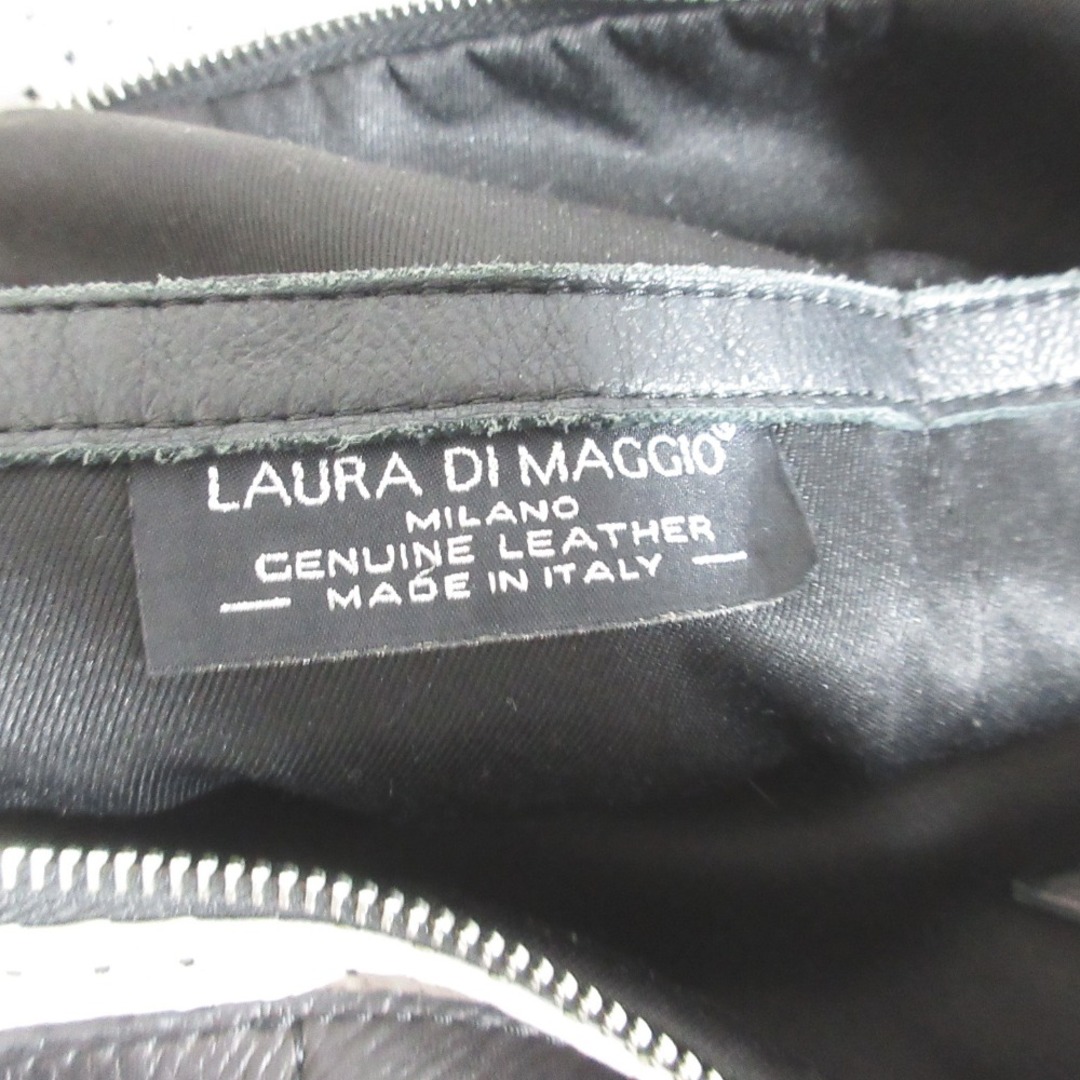 LAURA DI MAGGIO
MILANO
GENUINE LEATHER
MADE IN ITALY